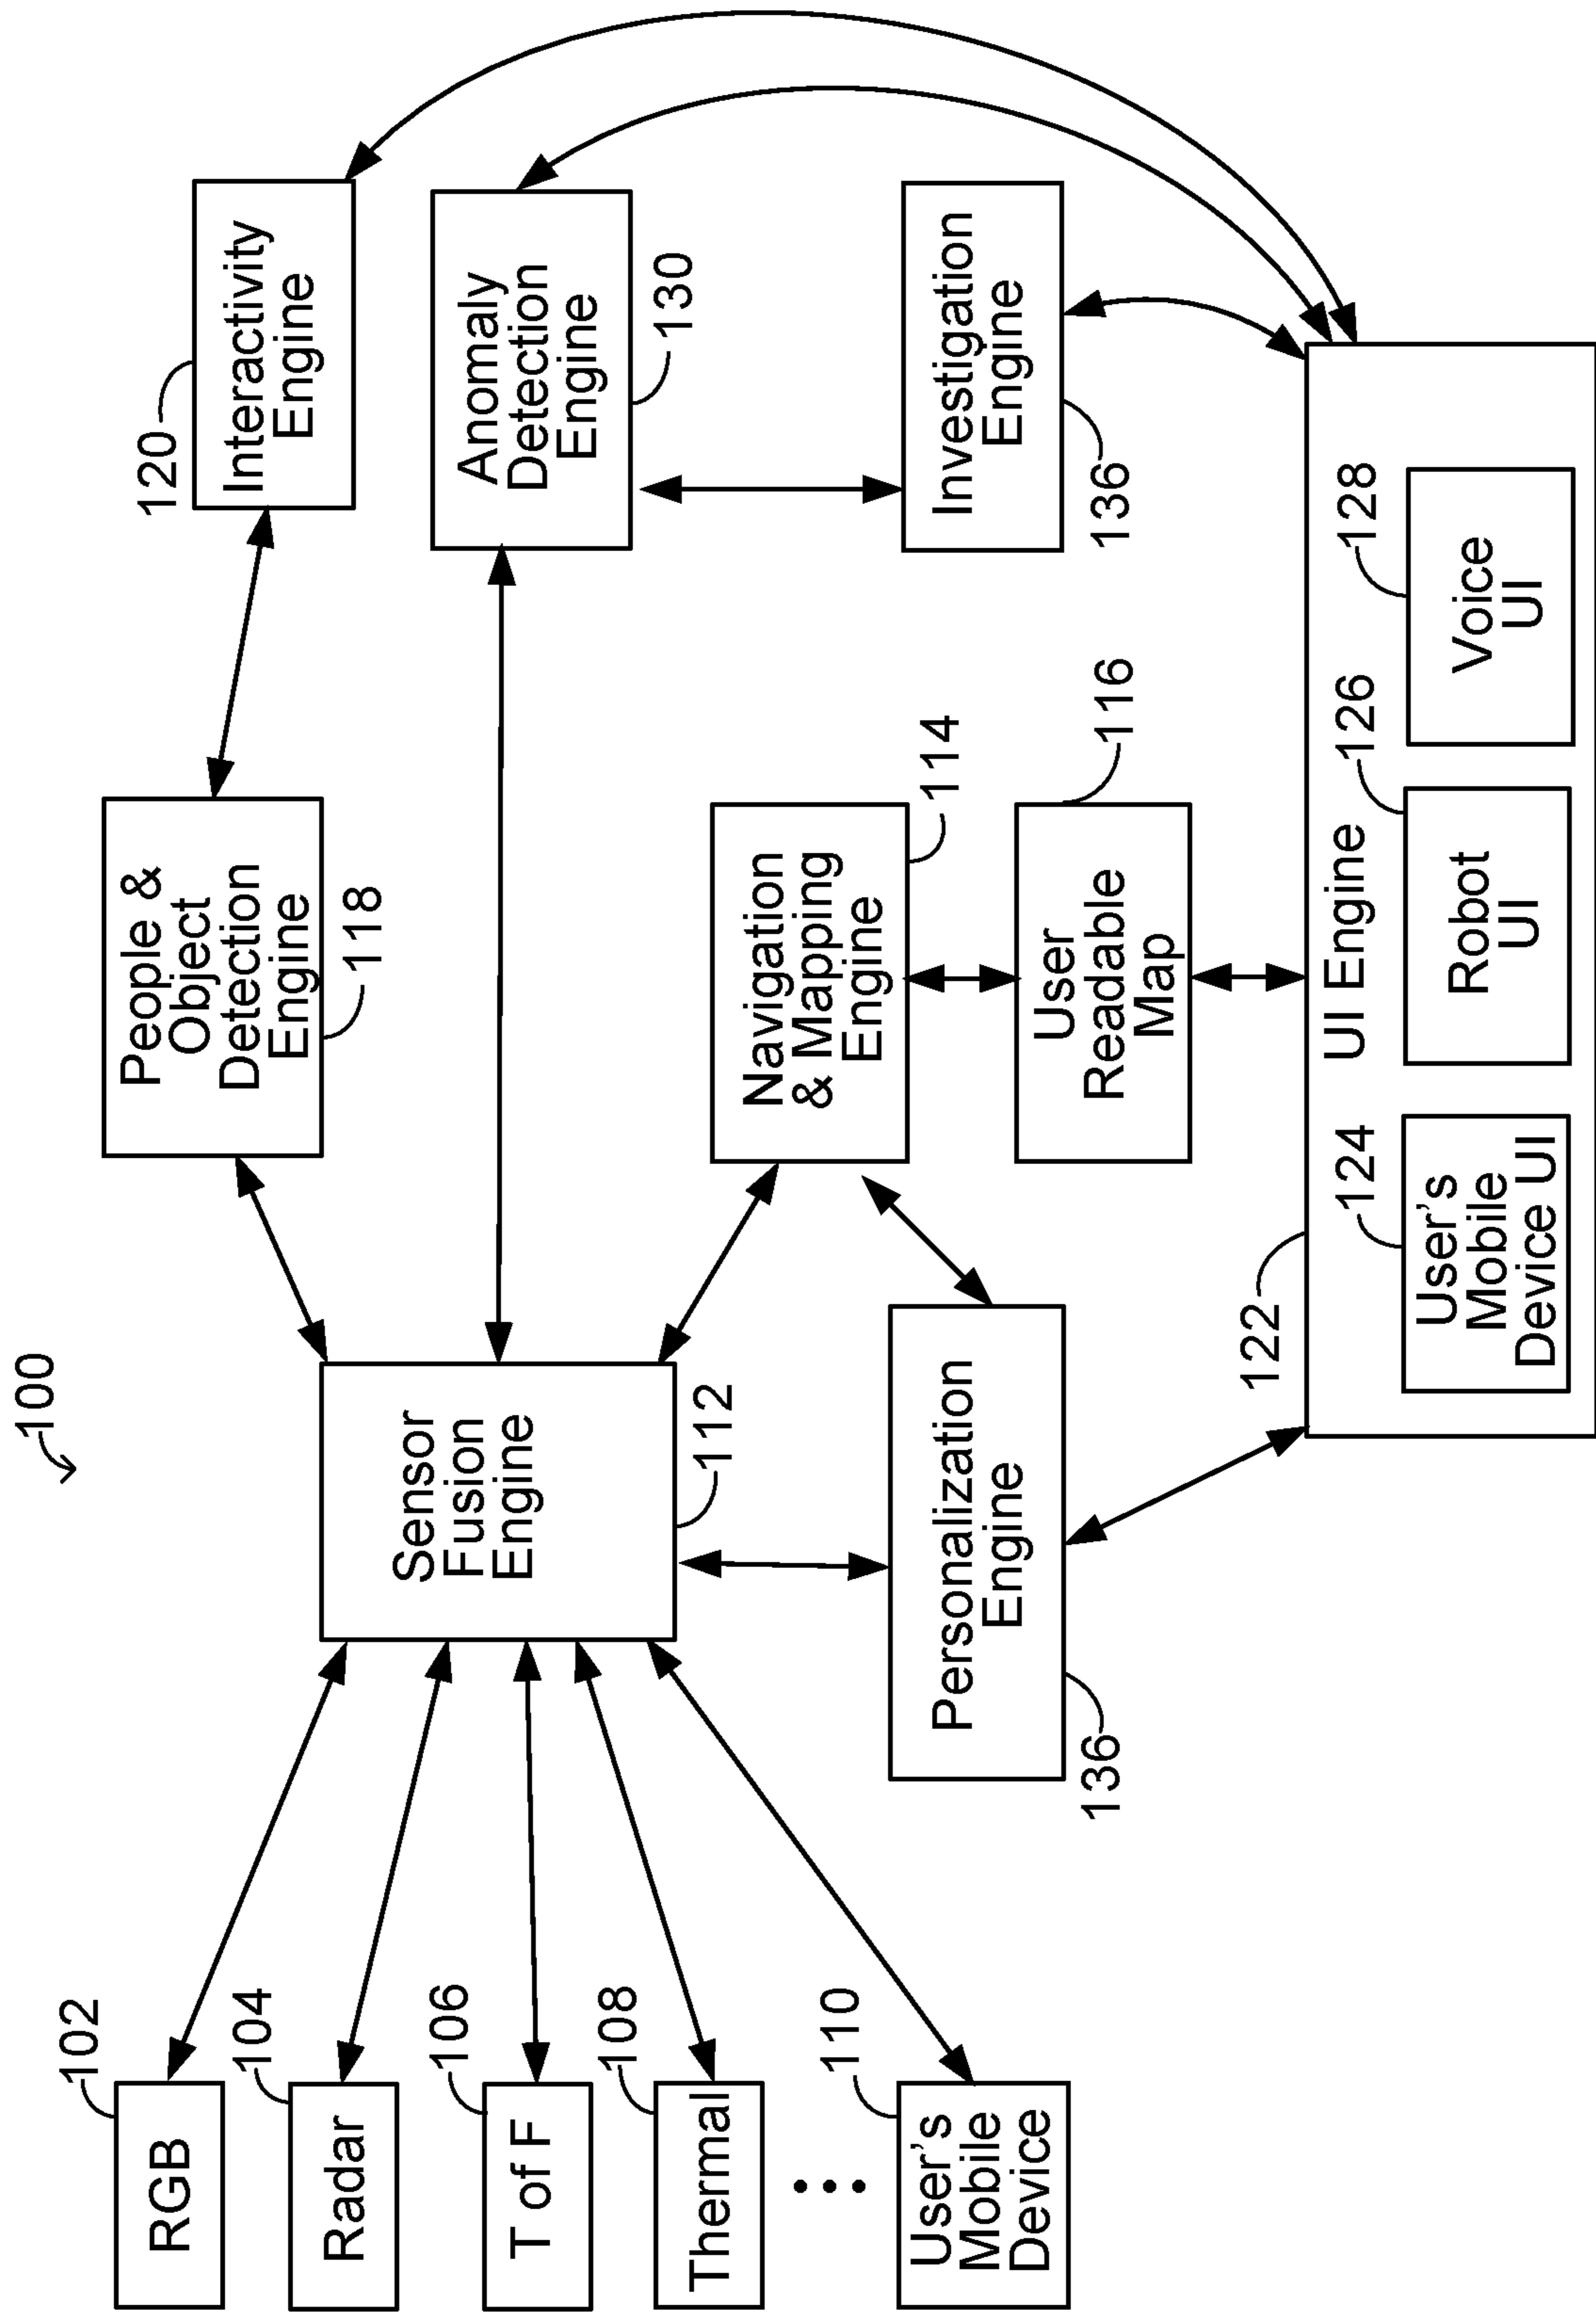 100
102
RGB
104
Radar
106
T of F
108
Thermal
110
User's
Mobile
Device
Sensor
Fusion
Engine
112
People &
Object
Detection
Engine
118
120
Interactivity
Engine
Anomaly
Detection
Engine
130
Navigation
& Mapping
Engine
114
User
Readable
Map
116
Investigation
Engine
136
Personalization
Engine
136
122
UI Engine
124
User's
Mobile
Device UI
126
Robot
UI
128
Voice
UI